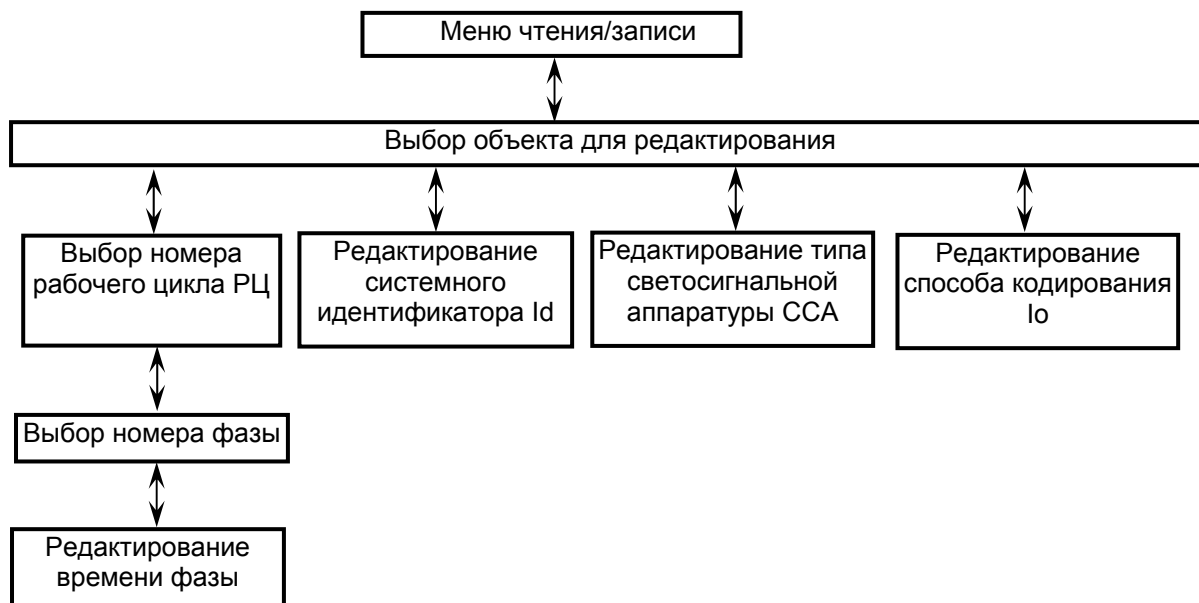 Меню чтения/записи
Выбор объекта для редактирования
Выбор номера
рабочего цикла РЦ
Редактирование
системного
идентификатора Id
Редактирование типа
светосигнальной
аппаратуры ССА
Редактирование
способа кодирования
Io
Выбор номера фазы
Редактирование
времени фазы